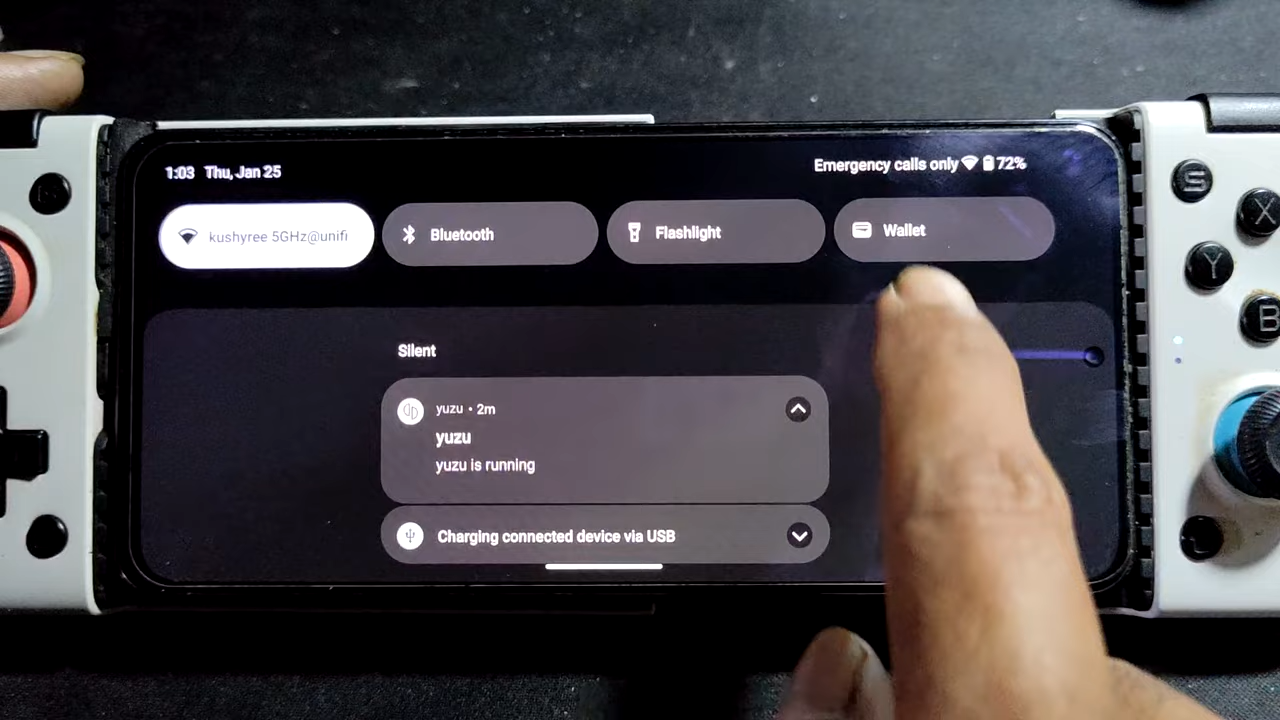 1:03 Thu, Jan 25
Emergency calls only 72%
kushyree 5GHz@unifi
Bluetooth
Flashlight
Wallet
Silent
yuzu • 2m
yuzu
yuzu is running
Charging connected device via USB
S
X
Y
B